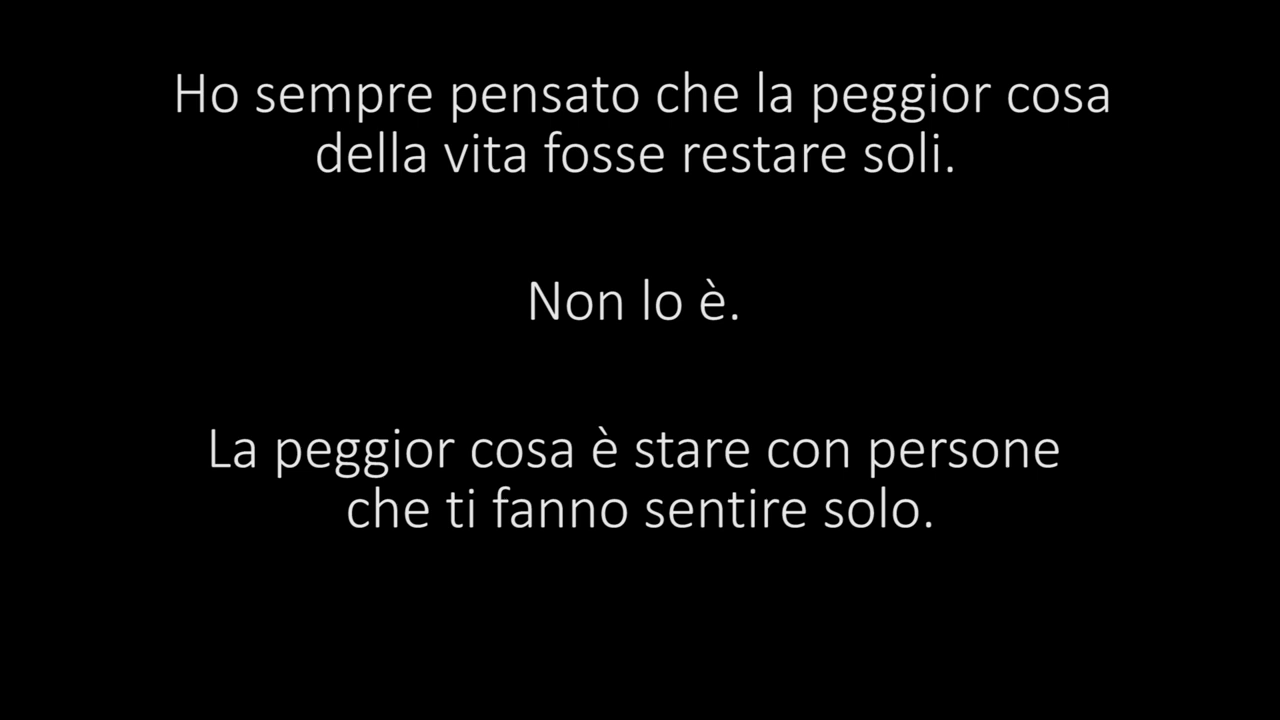 Ho sempre pensato che la peggior cosa
della vita fosse restare soli.
Non lo è.
La peggior cosa è stare con persone
che ti fanno sentire solo.